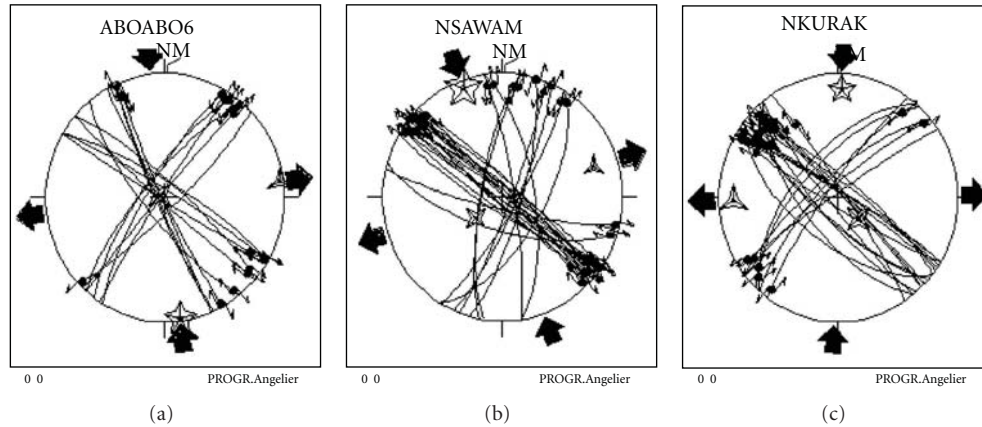 ABOABO6
NM
0 0
PROGR.Angelier
(a)
NSAWAM
NM
0 0
PROGR.Angelier
(b)
NKURAK
M
0 0
PROGR.Angelier
(c)